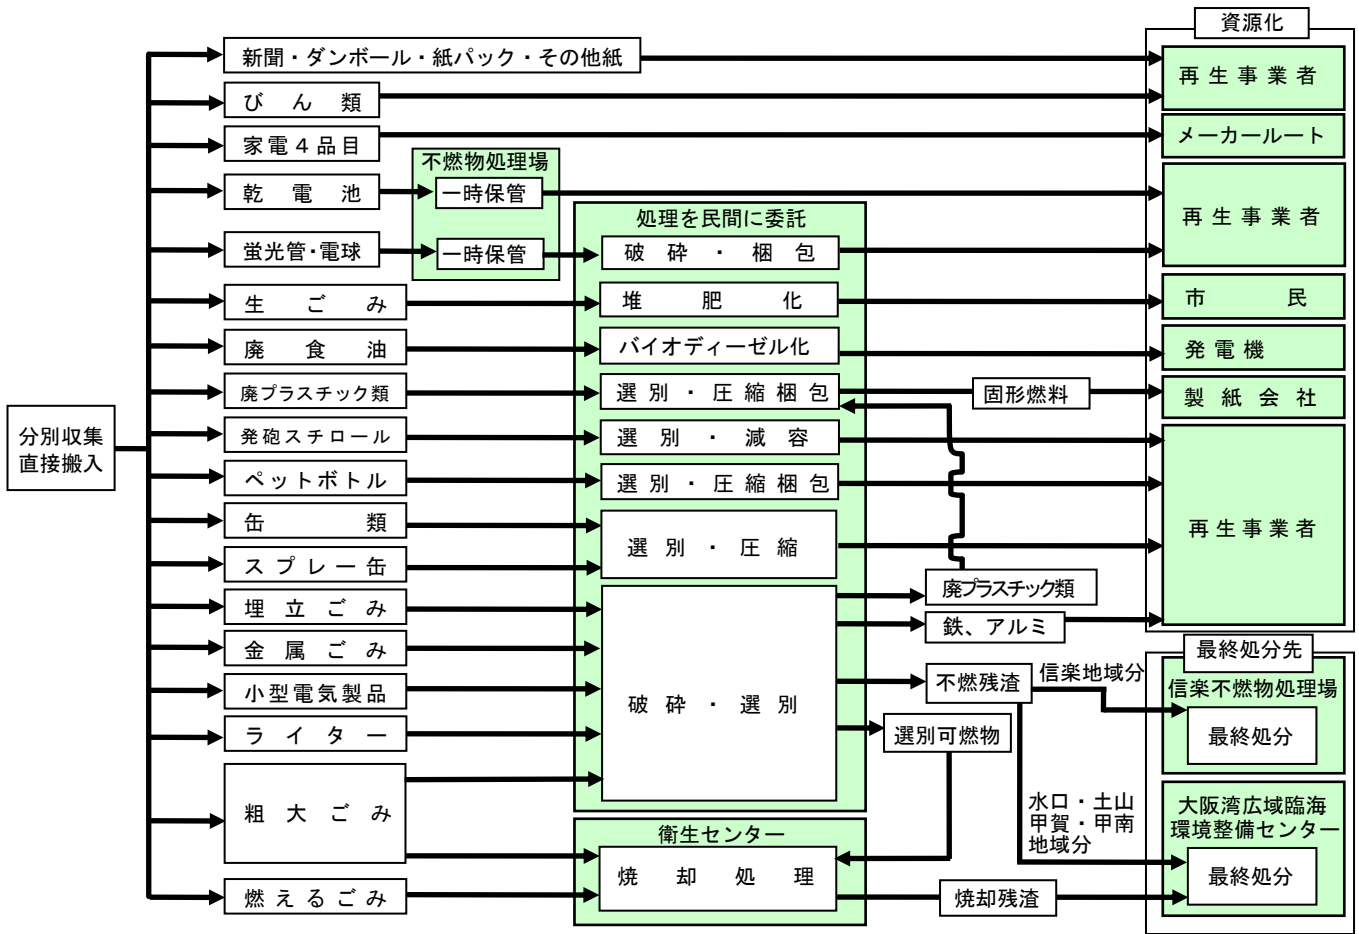 資源化
新聞・ダンボール・紙パック・その他紙
再生事業者
びん類
家電４品目
メーカールート
不燃物処理場
乾電池
一時保管
再生事業者
処理を民間に委託
蛍光管・電球
一時保管
破砕・梱包
生ごみ
堆肥化
市民
廃食油
バイオディーゼル化
発電機
廃プラスチック類
選別・圧縮梱包
固形燃料
製紙会社
分別収集
直接搬入
発砲スチロール
選別・減容
ペットボトル
選別・圧縮梱包
缶類
選別・圧縮
再生事業者
スプレー缶
廃プラスチック類
埋立ごみ
鉄、アルミ
金属ごみ
最終処分先
小型電気製品
破砕・選別
不燃残渣
信楽地域分
信楽不燃物処理場
最終処分
ライター
選別可燃物
粗大ごみ
水口・土山
甲賀・甲南
地域分
大阪湾広域臨海
環境整備センター
最終処分
衛生センター
焼却処理
燃えるごみ
焼却残渣